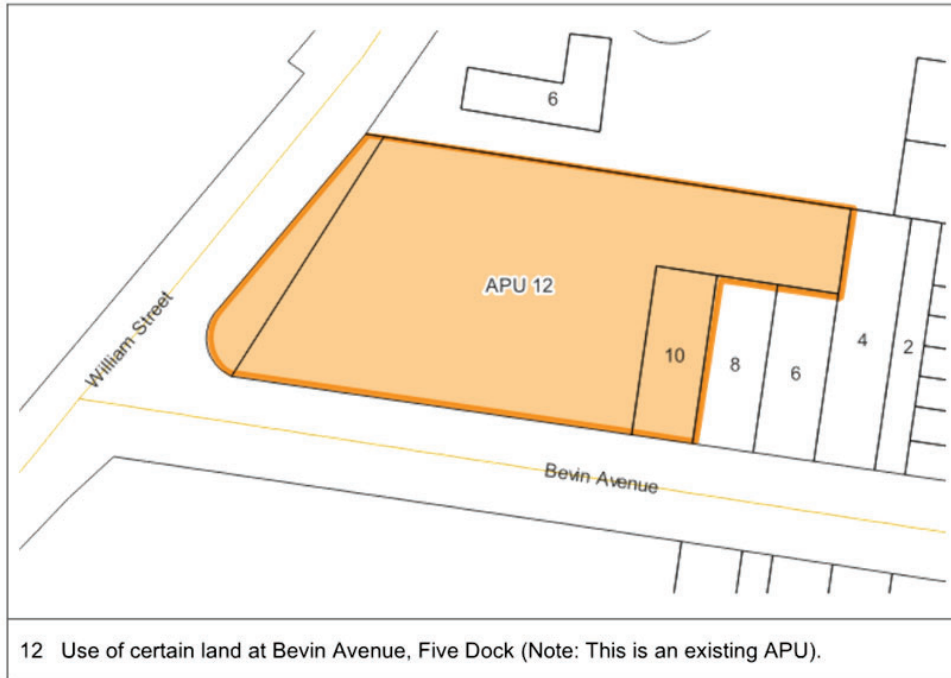 6
APU 12
William Street
10
8
6
4
2
Bevin Avenue
12 Use of certain land at Bevin Avenue, Five Dock (Note: This is an existing APU).